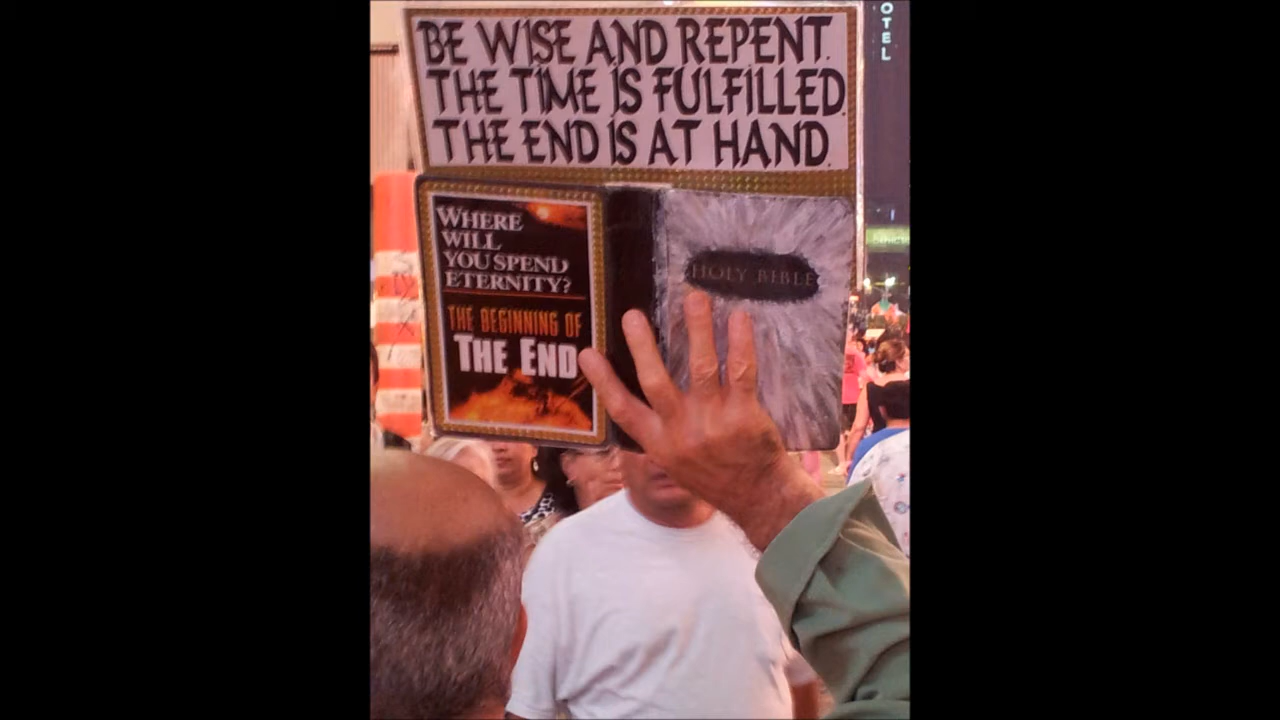 BE WISE AND REPENT.
THE TIME IS FULFILLED.
THE END IS AT HAND.
WHERE
WILL
YOU SPEND
ETERNITY?
THE BEGINNING OF
THE END
HOLY BIBLE
OTEL